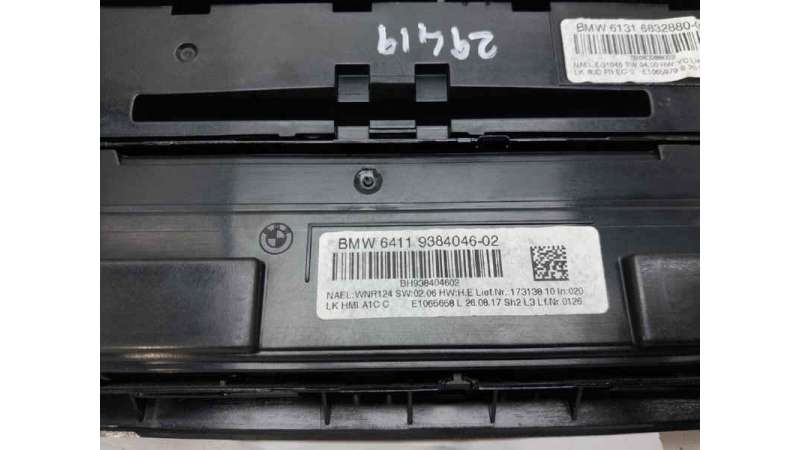 29419
BMW 6131 6832880-
BMW 6411 9384046-02
BH938404602
NAEL:WNR124 SW:02.06 HW:H.E Lief.Nr. 173138 10 In:020
LK HMI A1C C E1065658 L 26.08.17 Sh2 L3 Lf.Nr.0126